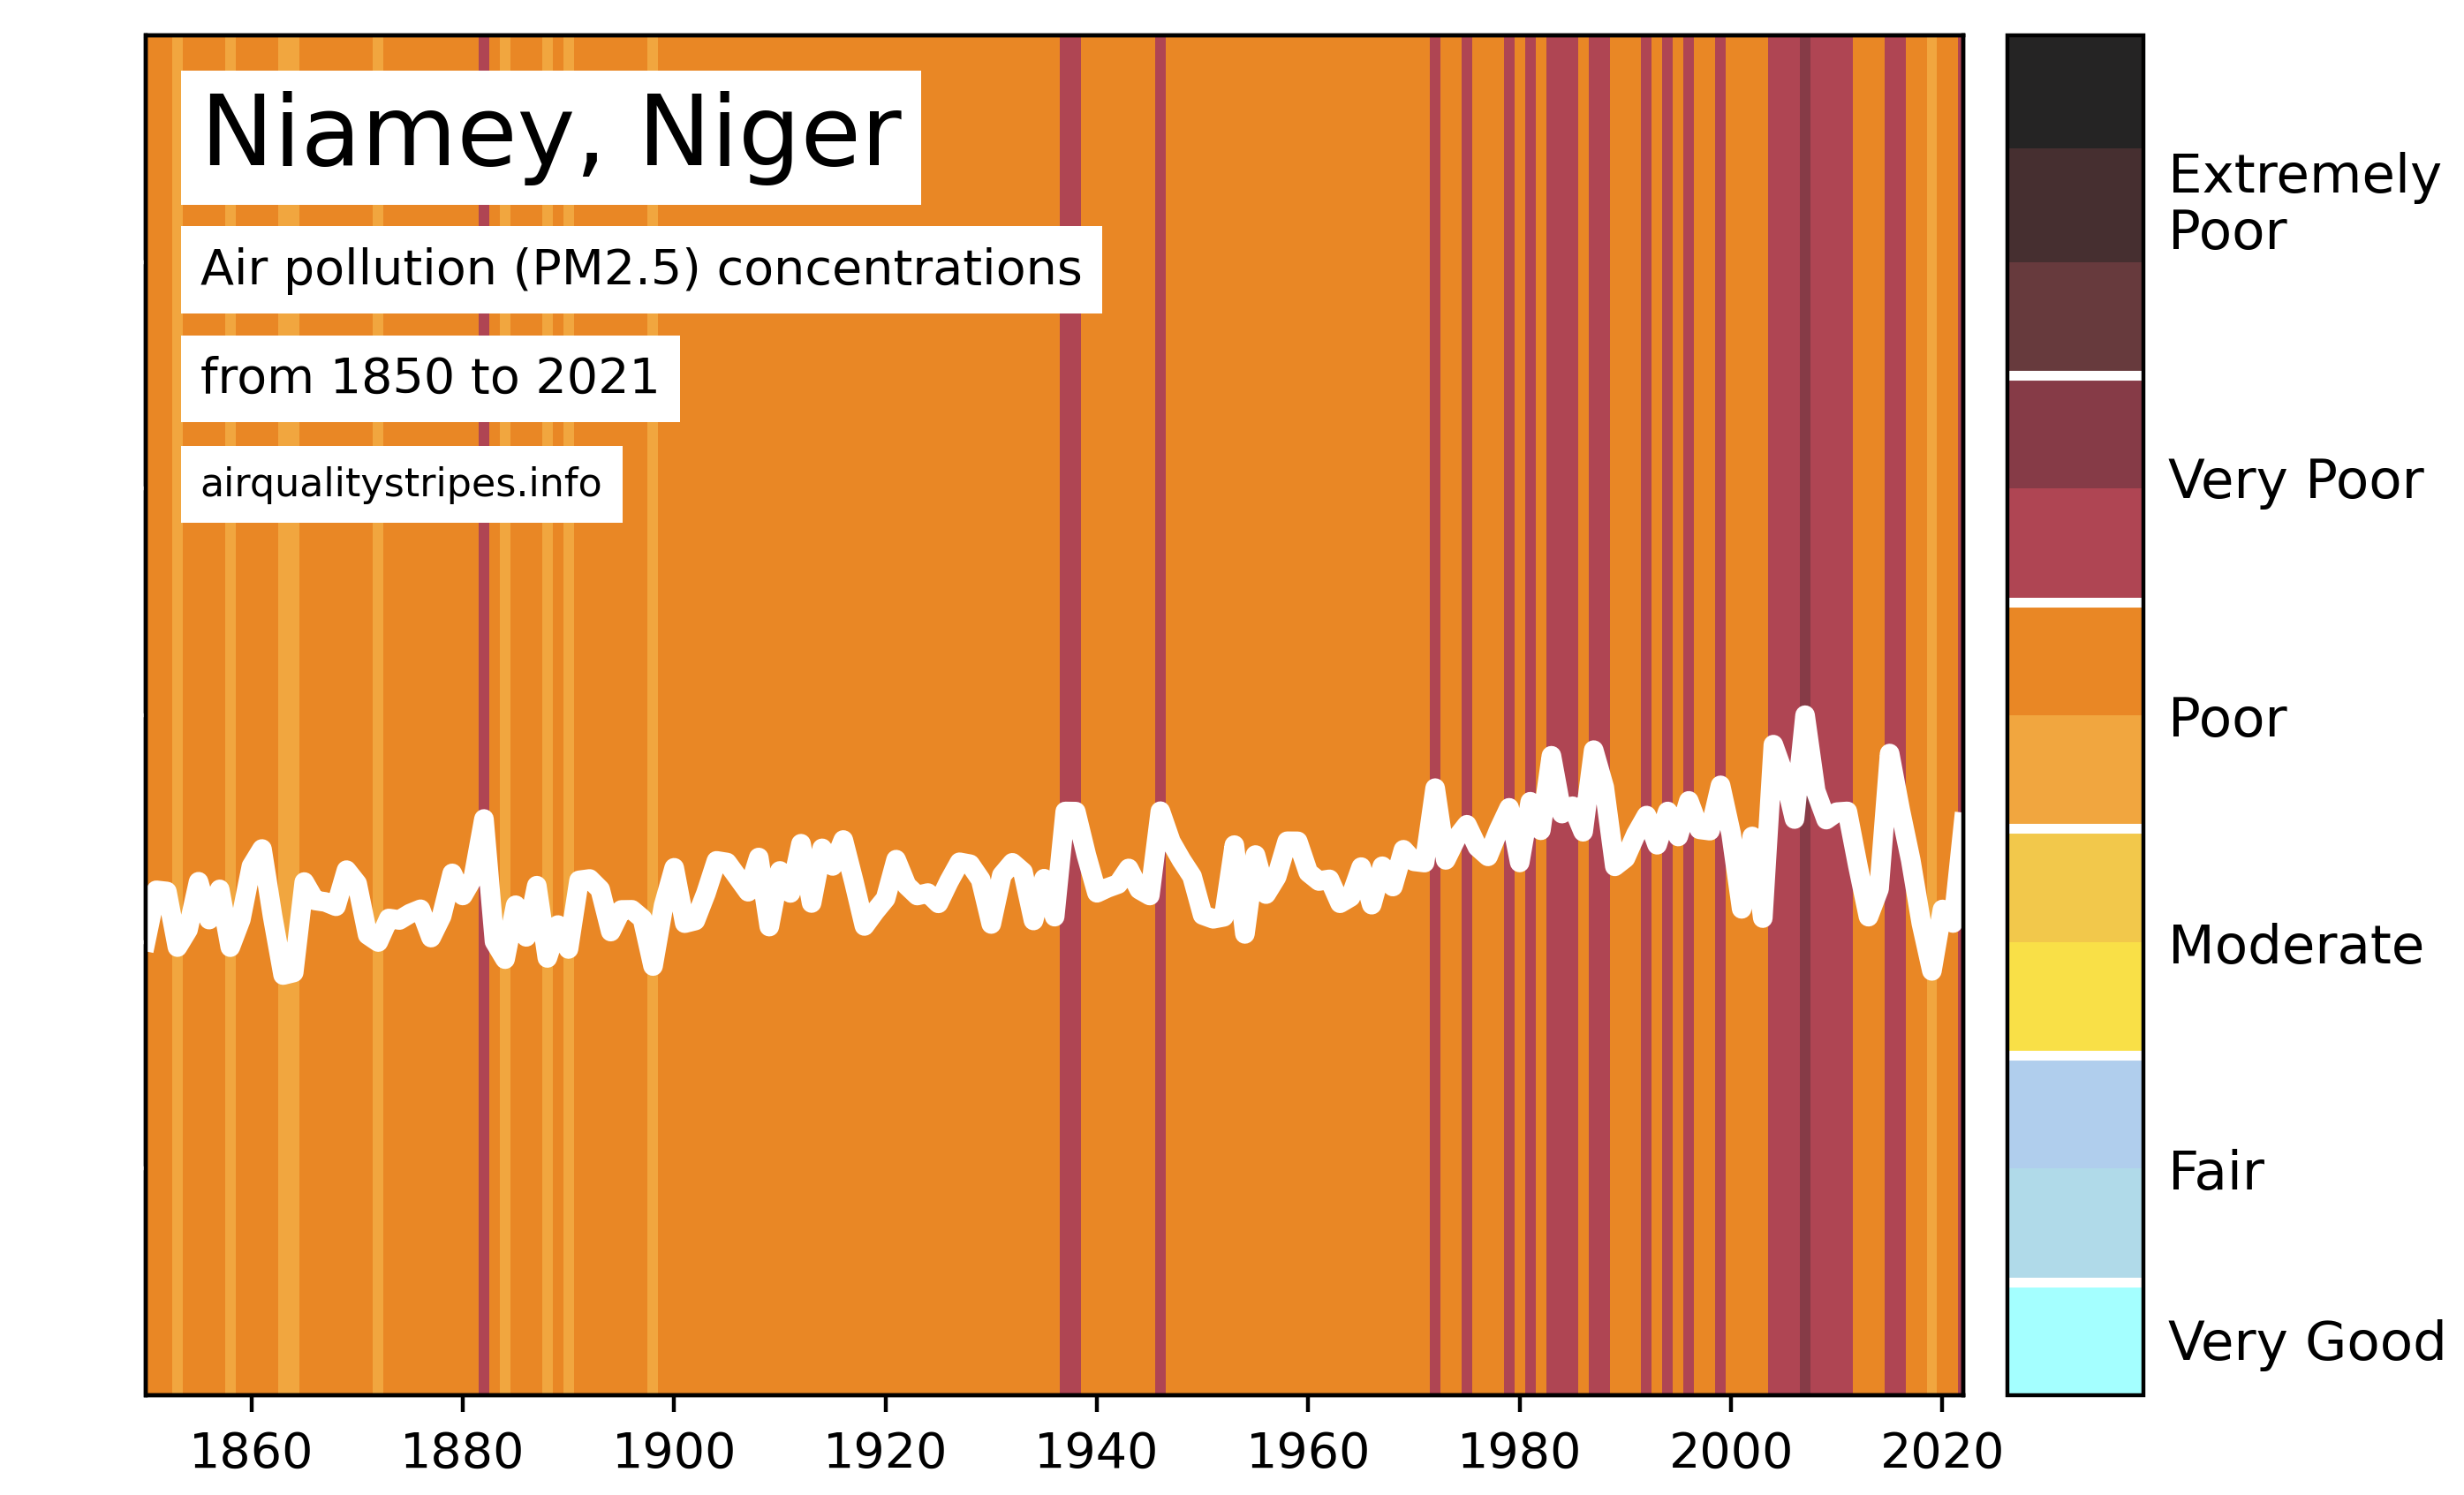 Niamey, Niger
Air pollution (PM2.5) concentrations
from 1850 to 2021
airqualitystripes.info
Extremely
Poor
Very Poor
Poor
Moderate
Fair
Very Good
1860 1880 1900 1920 1940 1960 1980 2000 2020